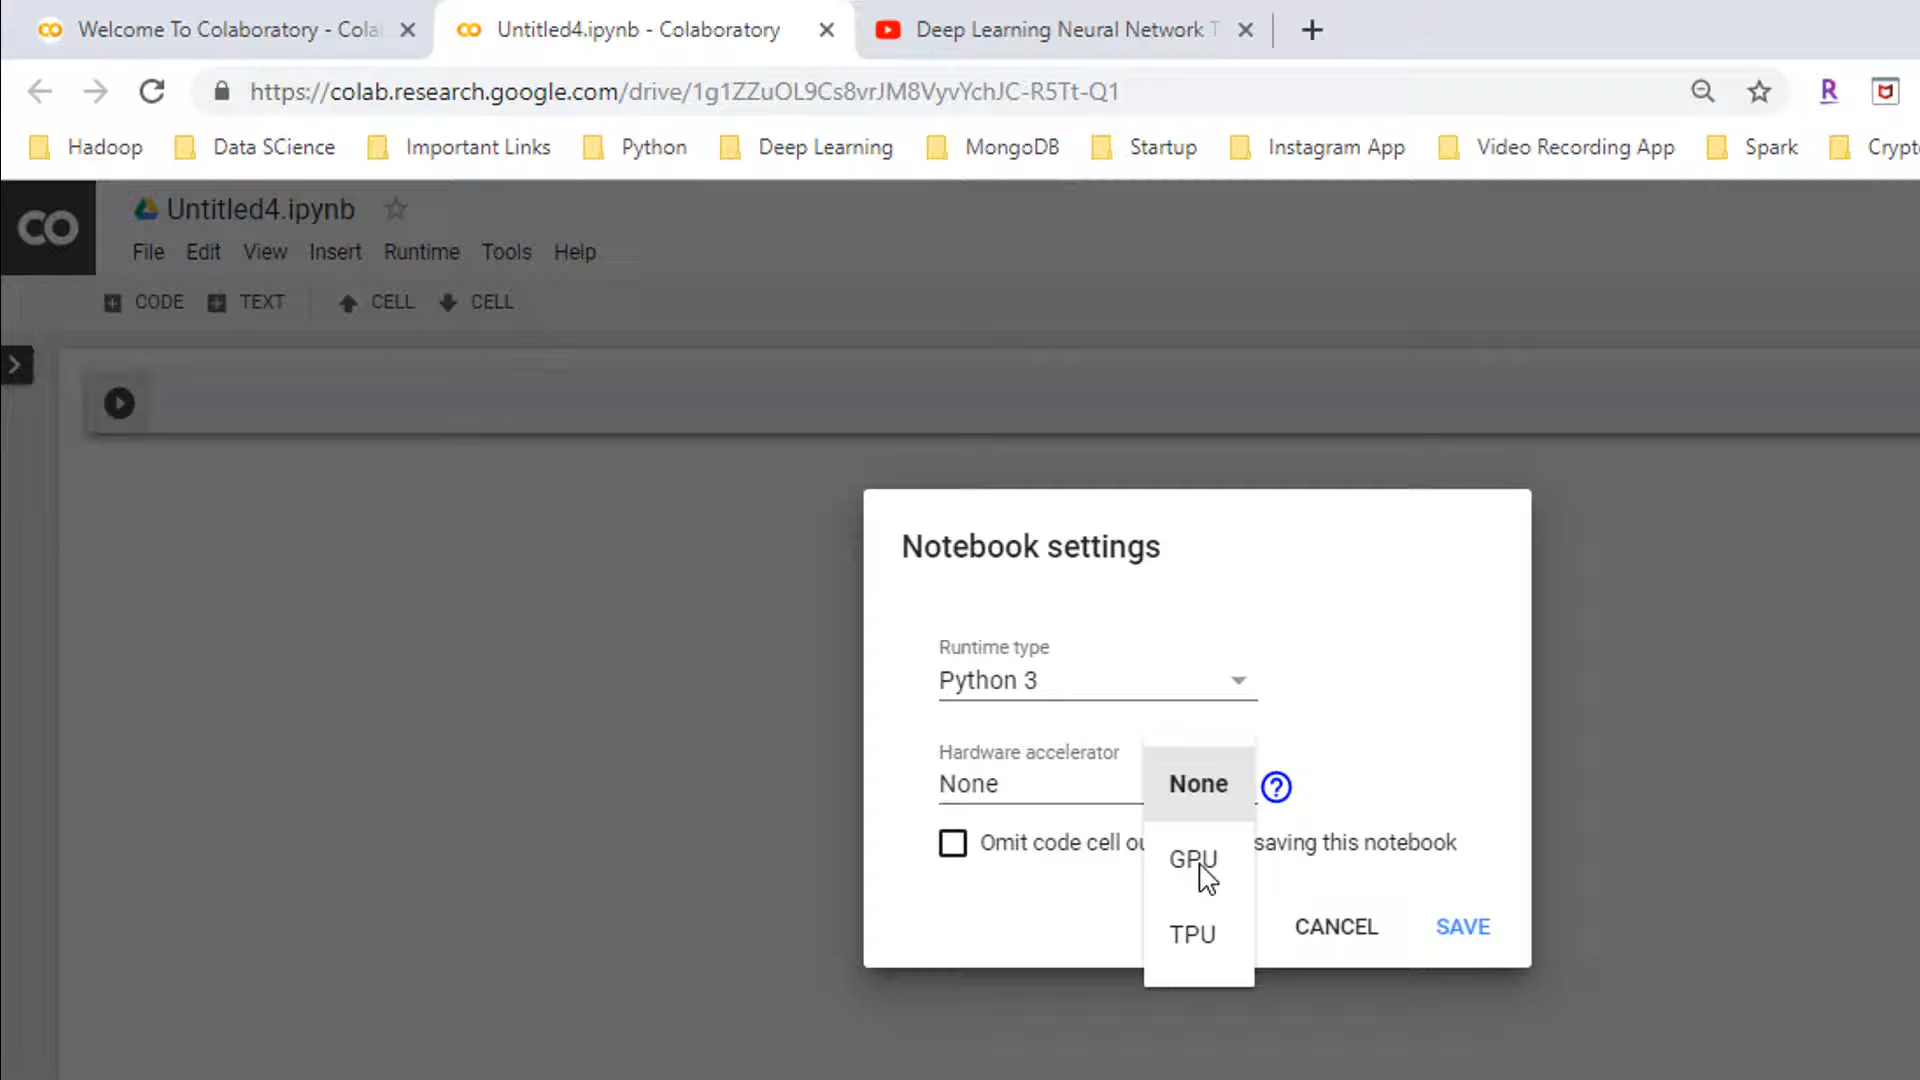 Welcome To Colaboratory - Cola
Untitled4.ipynb - Colaboratory
Deep Learning Neural Network T
https://colab.research.google.com/drive/1g1ZZuOL9Cs8vrJM8VyvYchJC-R5Tt-Q1
R
Hadoop
Data SCience
Important Links
Python
Deep Learning
MongoDB
Startup
Instagram App
Video Recording App
Spark
Crypt
CO
Untitled4.ipynb
File Edit View Insert Runtime Tools Help
CODE TEXT CELL CELL
Notebook settings
Runtime type
Python 3
Hardware accelerator
None
None
?
Omit code cell ou
saving this notebook
GPU
TPU
CANCEL
SAVE